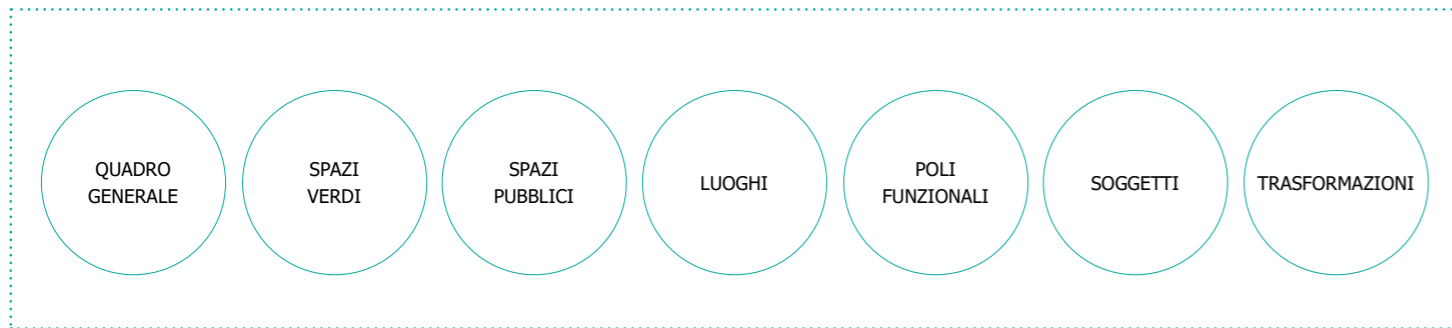 QUADRO
GENERALE
SPAZI
VERDI
SPAZI
PUBBLICI
LUOGHI
POLI
FUNZIONALI
SOGGETTI
TRASFORMAZIONI